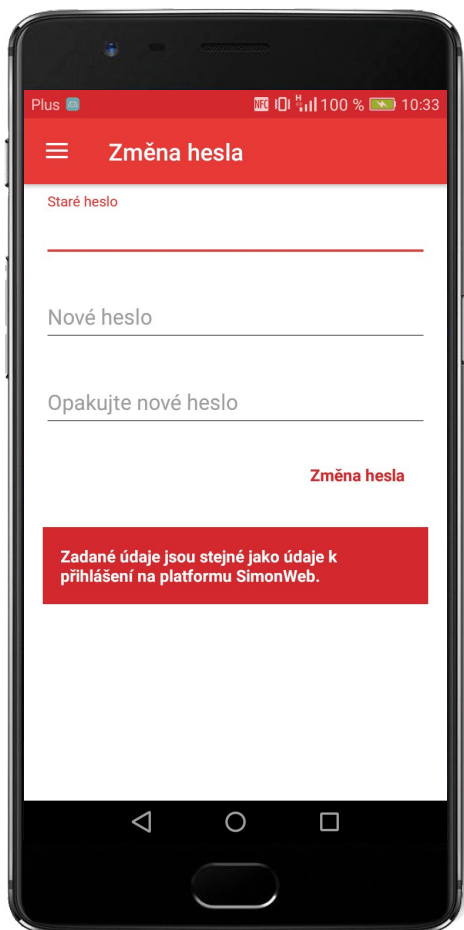 Plus
NFC H 100 % 10:33
Změna hesla
Staré heslo
Nové heslo
Opakujte nové heslo
Změna hesla
Zadané údaje jsou stejné jako údaje k
přihlášení na platformu SimonWeb.